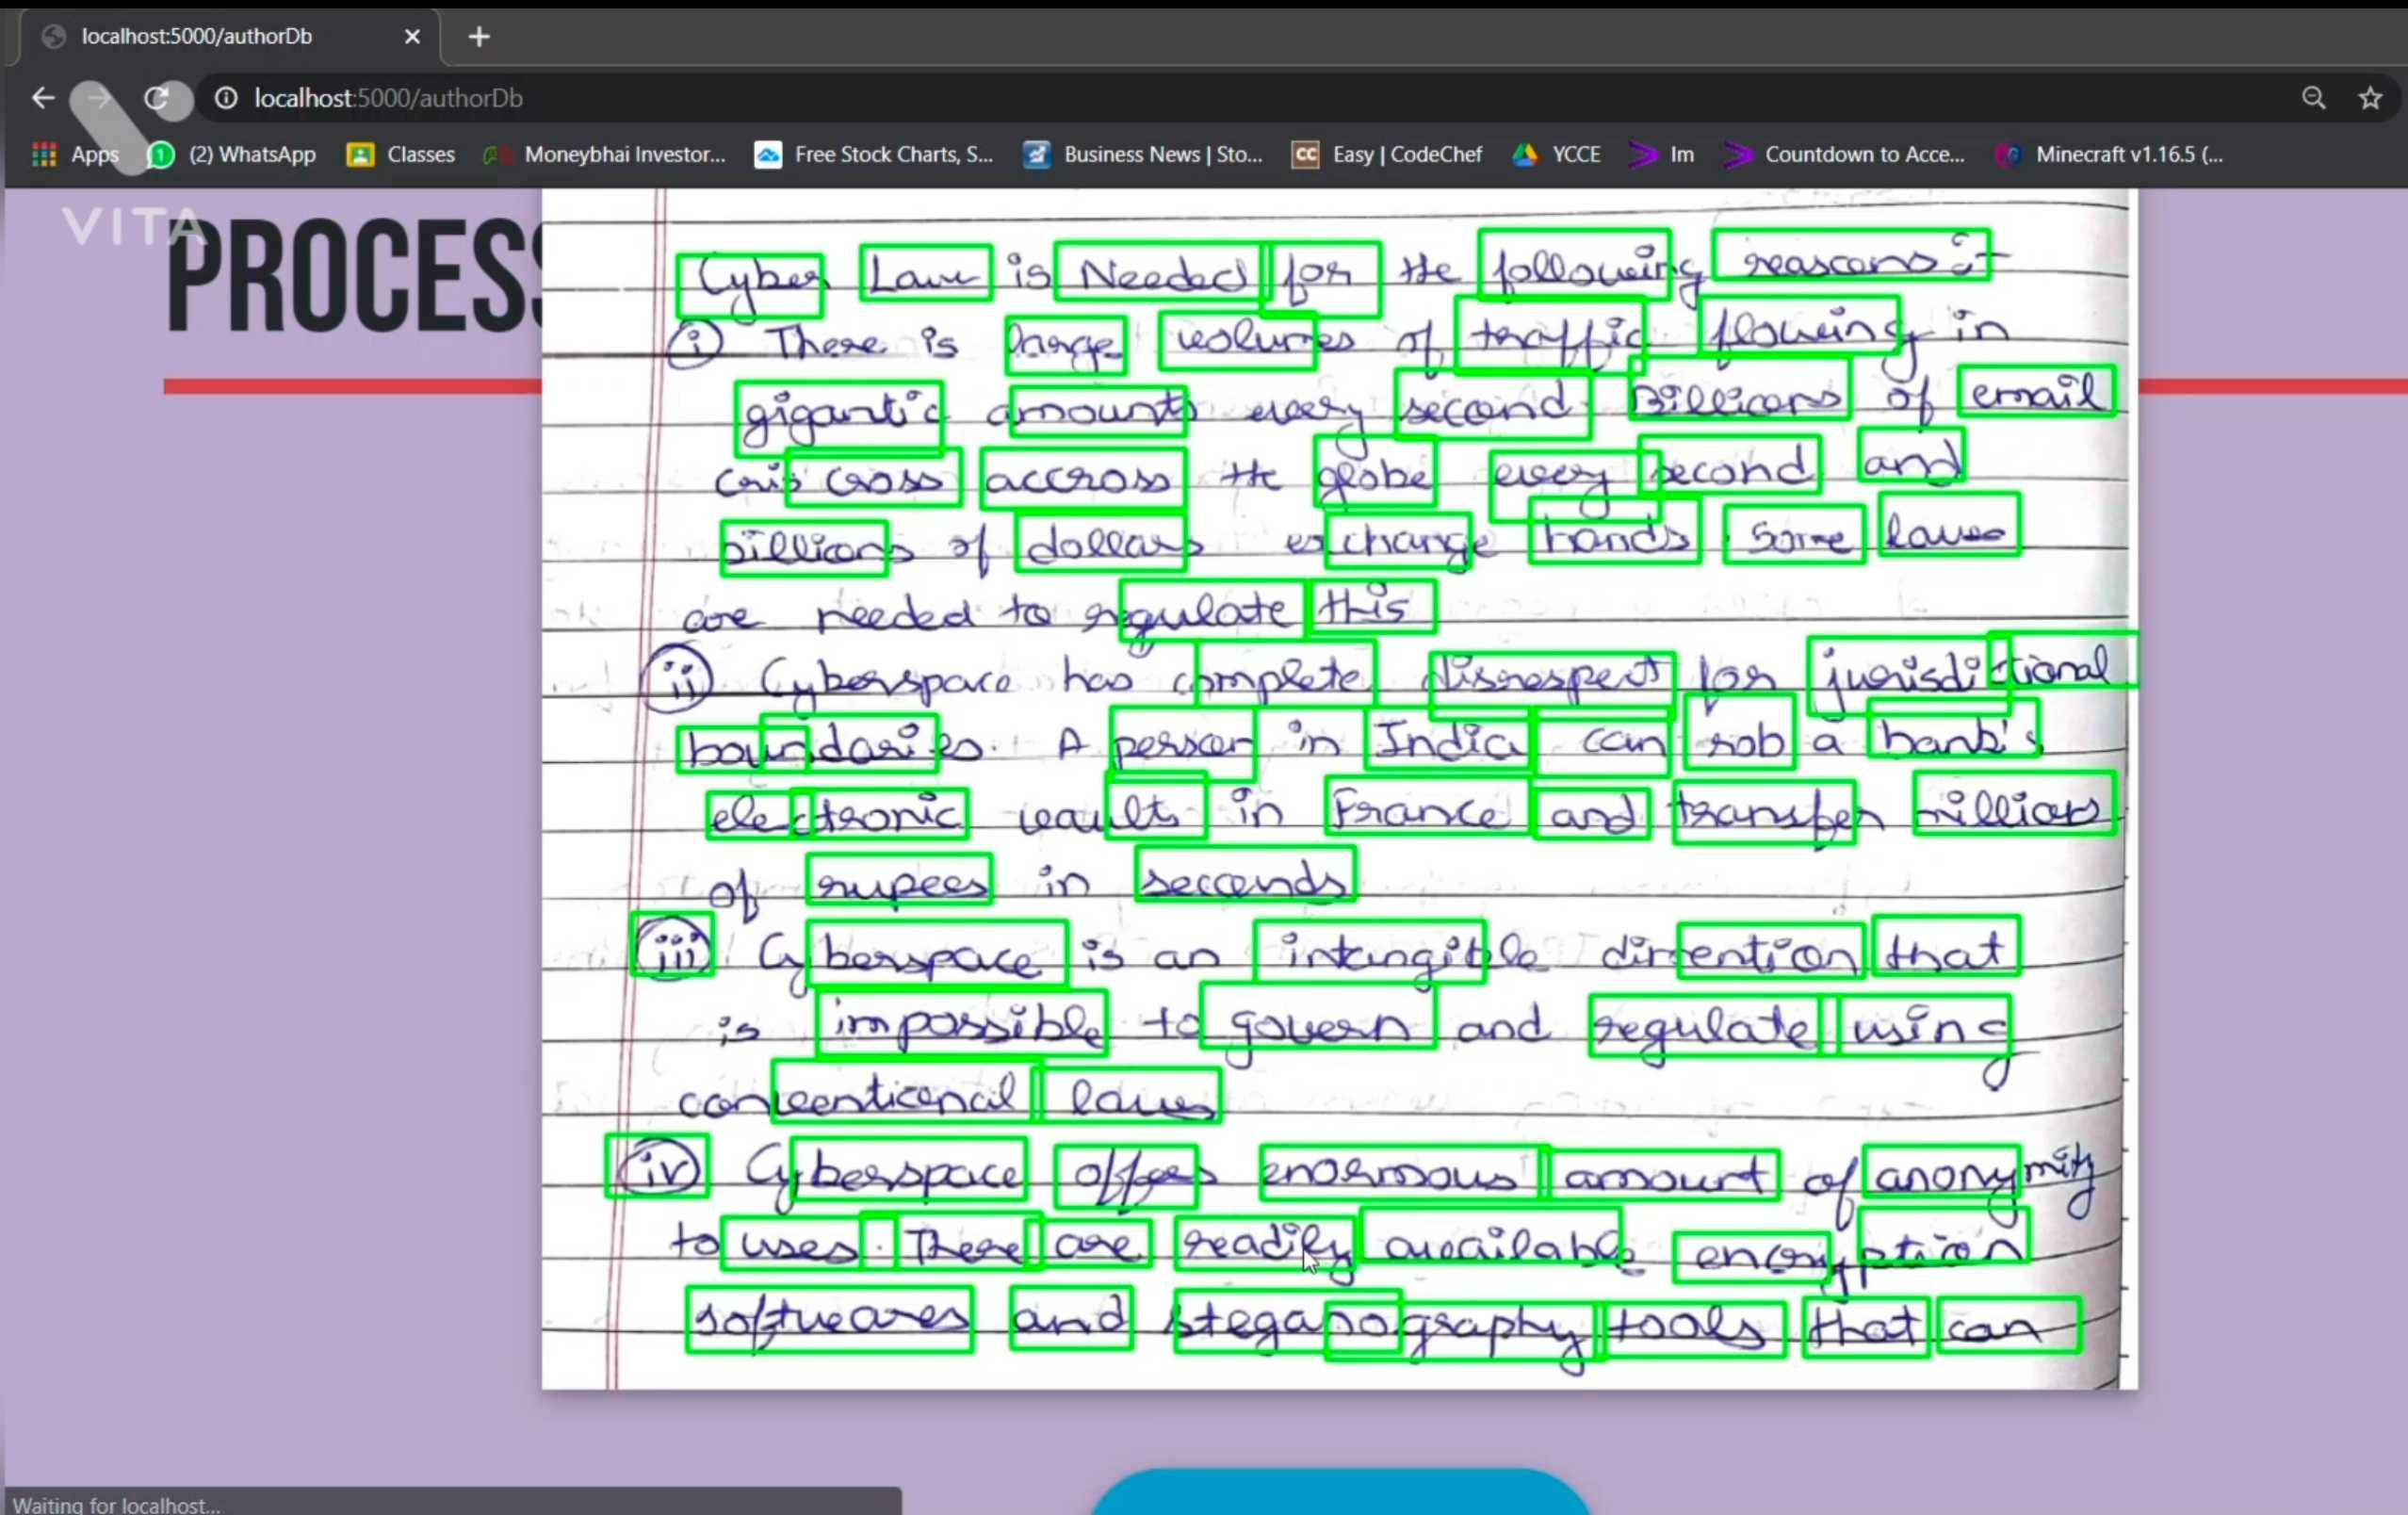 localhost:5000/authorDb
localhost:5000/authorDb
Apps (2) WhatsApp Classes Moneybhai Investor... Free Stock Charts, S... Business News | Sto... CC Easy | CodeChef YCCE Im Countdown to Acce... Minecraft v1.16.5 (...
VITA
PROCESS
Cyber Law is Needed for the following reasons :-
(i) There is large volumes of traffic flowing in
gigantic amounts every second Billions of email
cris cross accross the globe every second and
billions of dollars exchange hands. Some laws
are needed to regulate this
(ii) Cyberspace has complete disrespect for jurisdictional
boundaries. A person in India can rob a bank's
electronic vault in France and transfer millions
of rupees in seconds
(iii) Cyberspace is an intangible dimention that
is impossible to govern and regulate using
conventional laws
(iv) Cyberspace offers enormous amount of anonymity
to uses. There are readily available encryption
softwares and steganography tools that can
Waiting for localhost...